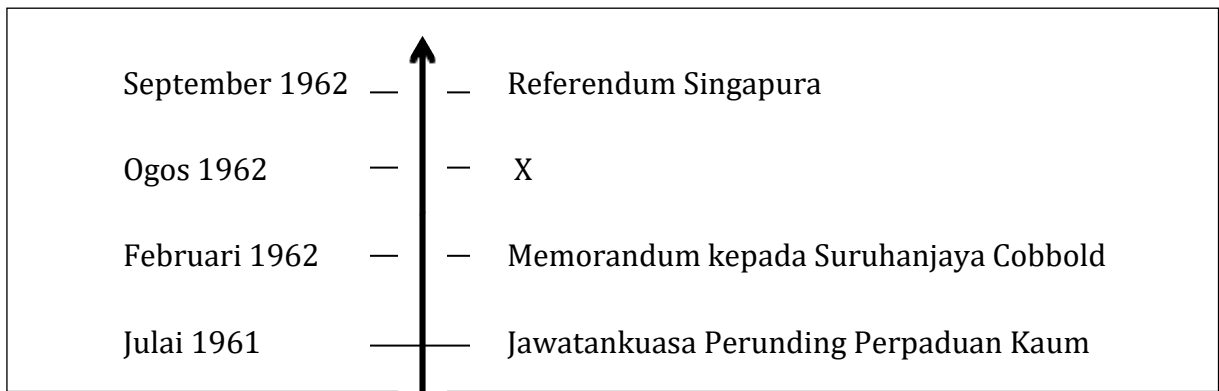 September 1962 Referendum Singapura
Ogos 1962 X
Februari 1962 Memorandum kepada Suruhanjaya Cobbold
Julai 1961 Jawatankuasa Perunding Perpaduan Kaum